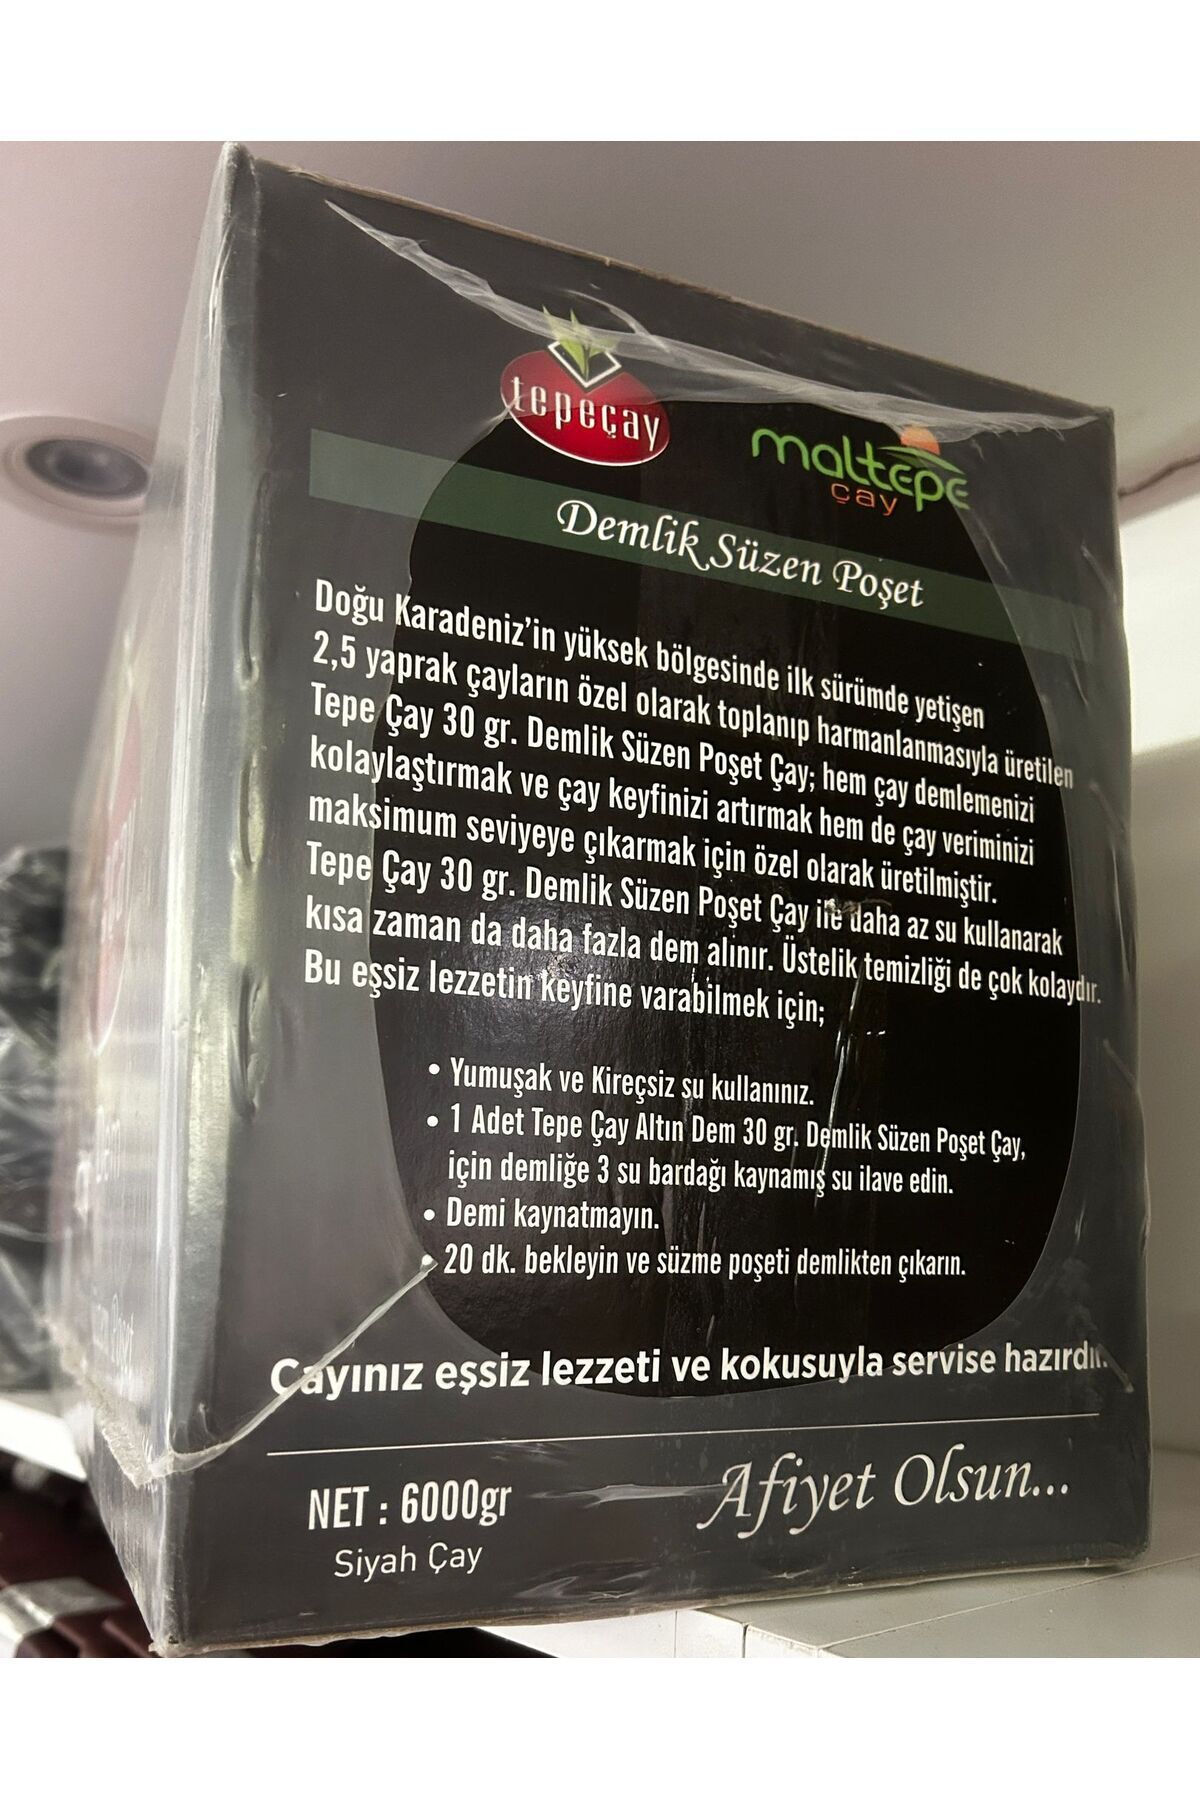 tepeçay
maltepe
çay
Demlik Süzen Poşet
Doğu Karadeniz'in yüksek bölgesinde ilk sürümde yetişen
2,5 yaprak çayların özel olarak toplanıp harmanlanmasıyla üretilen
Tepe Çay 30 gr. Demlik Süzen Poşet Çay; hem çay demlemenizi
kolaylaştırmak ve çay keyfinizi artırmak hem de çay veriminizi
maksimum seviyeye çıkarmak için özel olarak üretilmiştir.
Tepe Çay 30 gr. Demlik Süzen Poşet Çay ile daha az su kullanarak
kısa zaman da daha fazla dem alınır. Üstelik temizliği de çok kolaydır.
Bu eşsiz lezzetin keyfine varabilmek için;
• Yumuşak ve Kireçsiz su kullanınız.
• 1 Adet Tepe Çay Altın Dem 30 gr. Demlik Süzen Poşet Çay,
için demliğe 3 su bardağı kaynamış su ilave edin.
• Demi kaynatmayın.
• 20 dk. bekleyin ve süzme poşeti demlikten çıkarın.
Çayınız eşsiz lezzeti ve kokusuyla servise hazırdır.
NET : 6000gr
Siyah Çay
Afiyet Olsun...